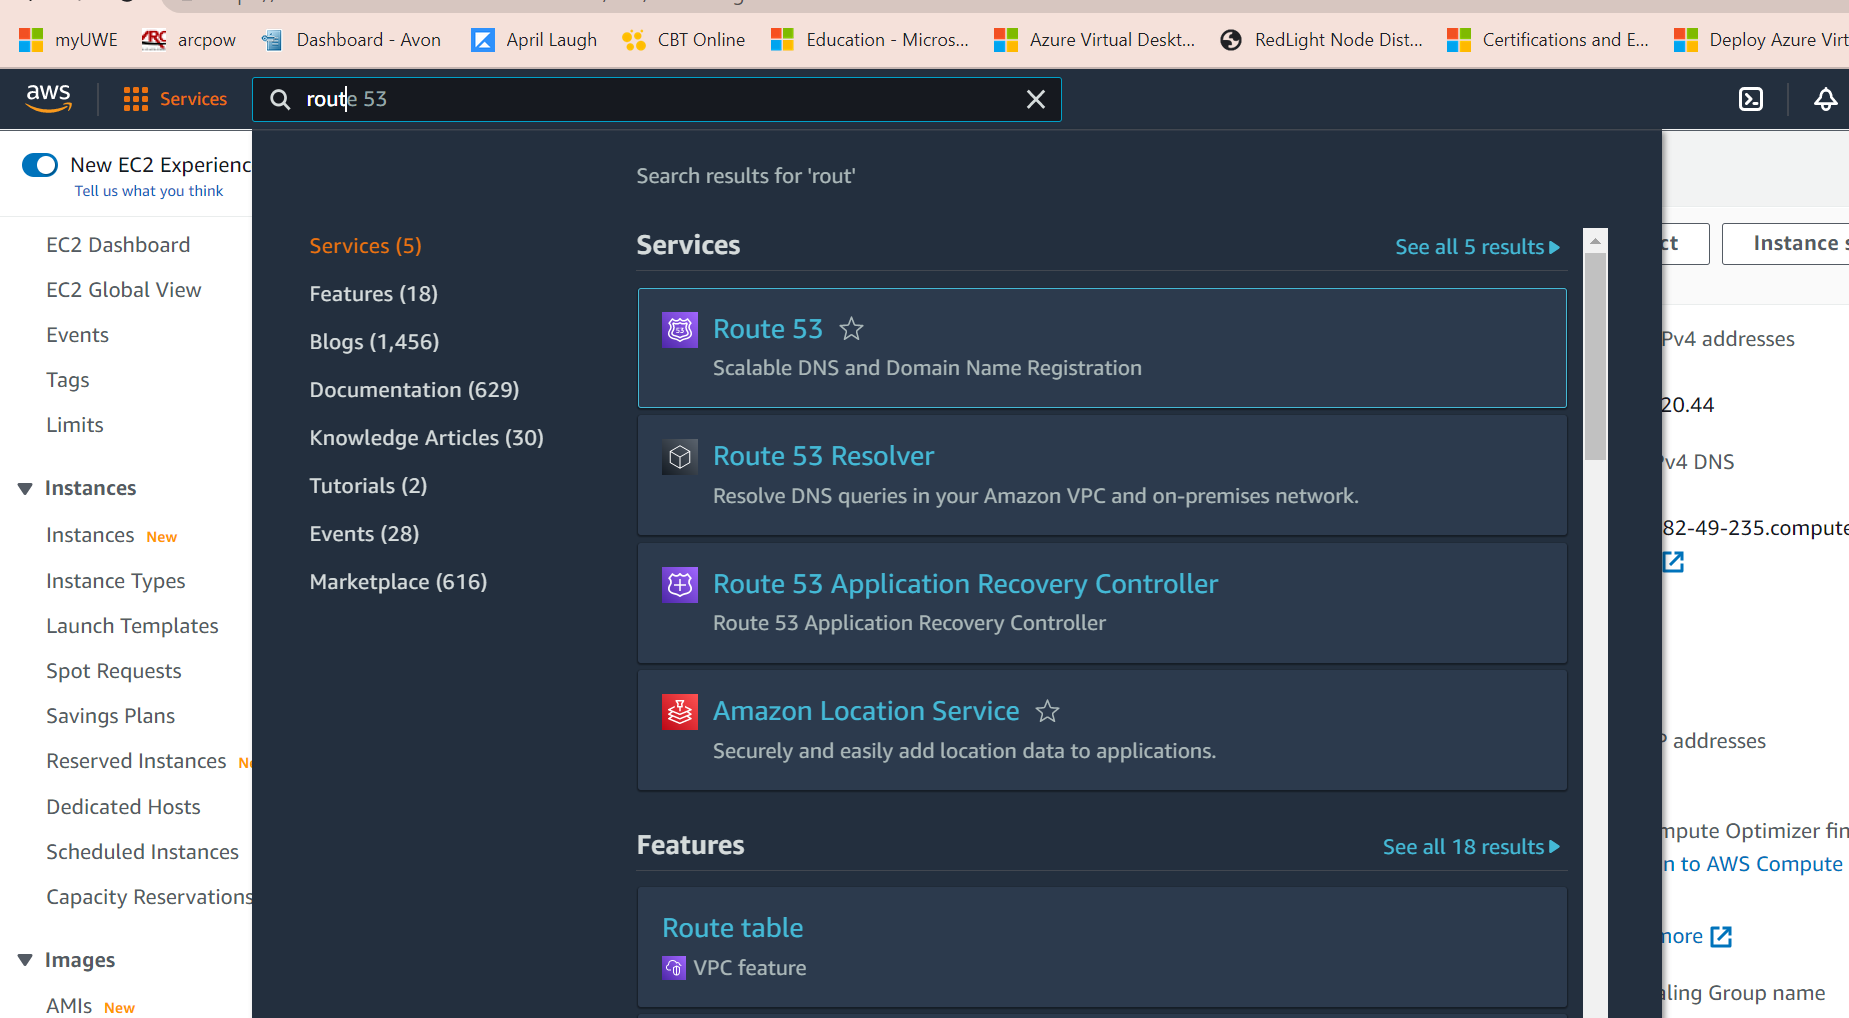 myUWE arcpow Dashboard - Avon April Laugh CBT Online Education - Micros... Azure Virtual Deskt... RedLight Node Dist... Certifications and E... Deploy Azure Virt
aws Services route 53
New EC2 Experienc
Tell us what you think
EC2 Dashboard
EC2 Global View
Events
Tags
Limits
Instances
Instances New
Instance Types
Launch Templates
Spot Requests
Savings Plans
Reserved Instances Ne
Dedicated Hosts
Scheduled Instances
Capacity Reservations
Images
AMIs New
Search results for 'rout'
Services (5)
Features (18)
Blogs (1,456)
Documentation (629)
Knowledge Articles (30)
Tutorials (2)
Events (28)
Marketplace (616)
Services See all 5 results
Route 53
Scalable DNS and Domain Name Registration
Route 53 Resolver
Resolve DNS queries in your Amazon VPC and on-premises network.
Route 53 Application Recovery Controller
Route 53 Application Recovery Controller
Amazon Location Service
Securely and easily add location data to applications.
Features See all 18 results
Route table
VPC feature
ct Instance s
Pv4 addresses
20.44
Pv4 DNS
82-49-235.compute
P addresses
mpute Optimizer fin
n to AWS Compute
more
aling Group name